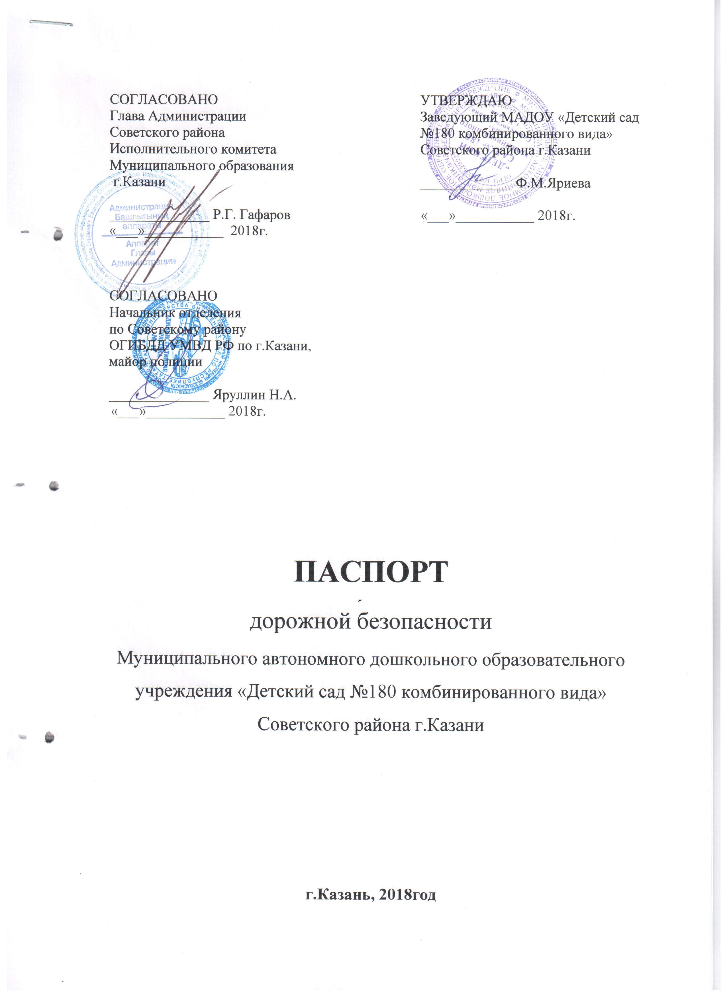 СОГЛАСОВАНО
Глава Администрации
Советского района
Исполнительного комитета
Муниципального образования
г.Казани
______________ Р.Г. Гафаров
«___»___________ 2018г.
Администрация
Башлыгының
аппараты
Аппарат
Главы
Администрации
УТВЕРЖДАЮ
Заведующий МАДОУ «Детский сад
№180 комбинированного вида»
Советского района г.Казани
_____________ Ф.М.Яриева
«___»___________ 2018г.
СОГЛАСОВАНО
Начальник отделения
по Советскому району
ОГИБДД УМВД РФ по г.Казани,
майор полиции
______________ Яруллин Н.А.
«___»___________ 2018г.
ПАСПОРТ
дорожной безопасности
Муниципального автономного дошкольного образовательного
учреждения «Детский сад №180 комбинированного вида»
Советского района г.Казани
г.Казань, 2018год